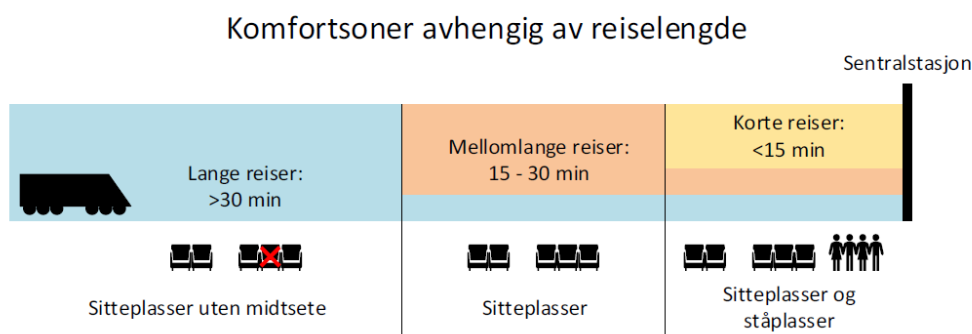 Komfortsoner avhengig av reiselengde
Sentralstasjon
Lange reiser:
>30 min
Mellomlange reiser:
15 - 30 min
Korte reiser:
<15 min
Sitteplasser uten midtsete
Sitteplasser
Sitteplasser og
ståplasser